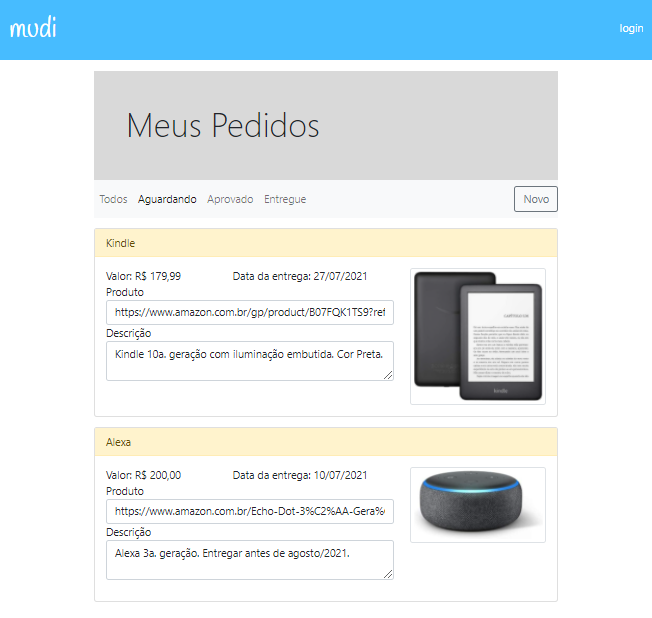 mudi
login
Meus Pedidos
Todos Aguardando Aprovado Entregue Novo
Kindle
Valor: R$ 179,99 Data da entrega: 27/07/2021
Produto
https://www.amazon.com.br/gp/product/B07FQK1TS9?ref
Descrição
Kindle 10a. geração com iluminação embutida. Cor Preta.
kindle
Alexa
Valor: R$ 200,00 Data da entrega: 10/07/2021
Produto
https://www.amazon.com.br/Echo-Dot-3%C2%AA-Gera%
Descrição
Alexa 3a. geração. Entregar antes de agosto/2021.